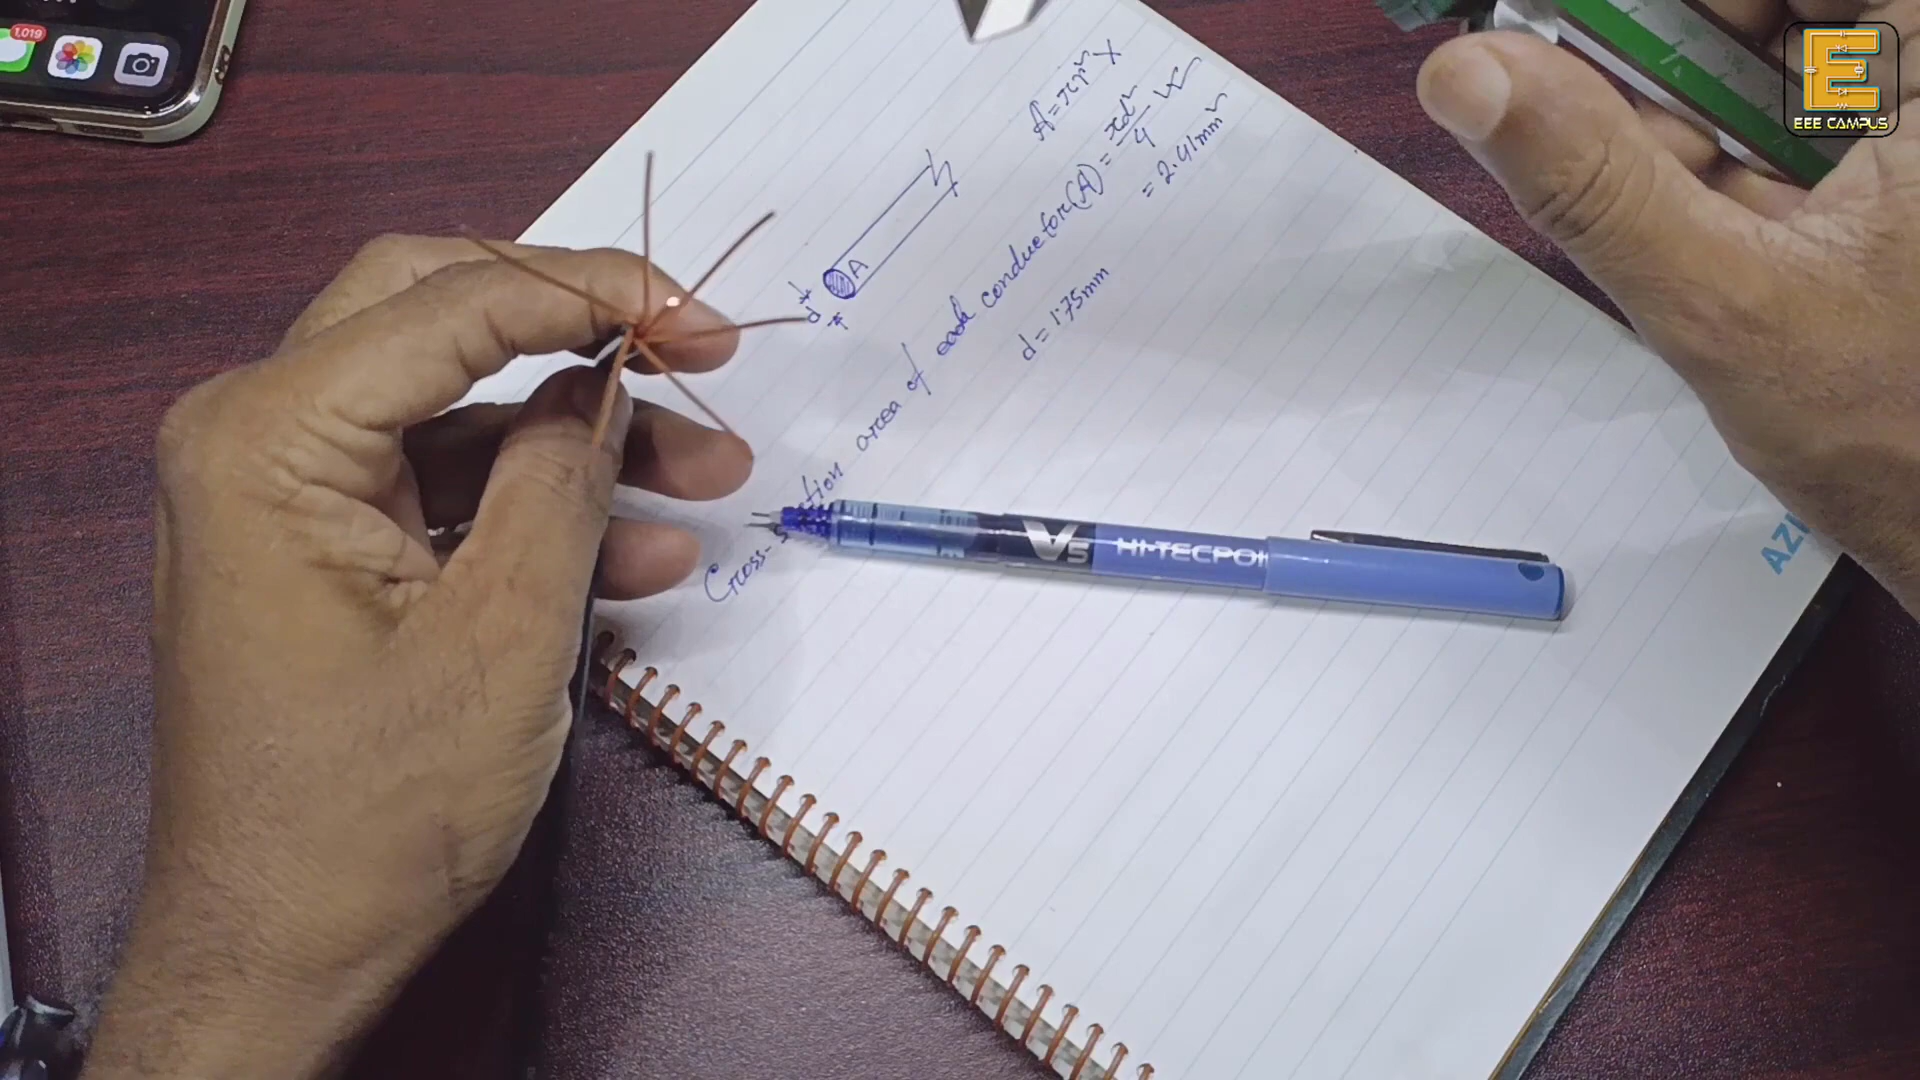 1,019
EEE CAMPUS
A = πr² X
Cross-section area of each conductor(A) = πd²/4
= 2.41mm²
d = 1.75mm
A
d
V5 HI-TECPOI
AZI